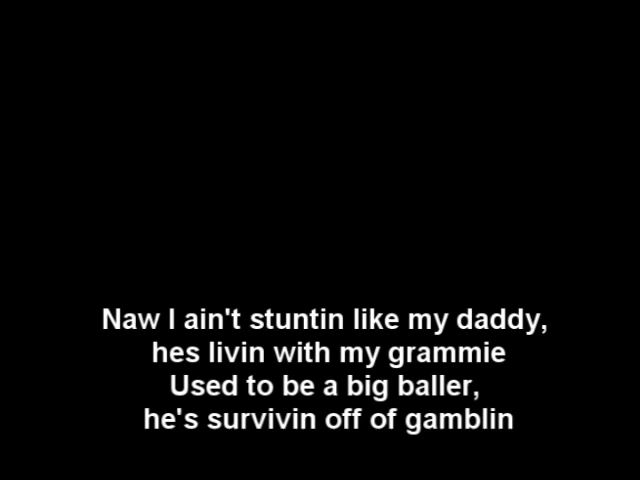 Naw I ain't stuntin like my daddy,
hes livin with my grammie
Used to be a big baller,
he's survivin off of gamblin